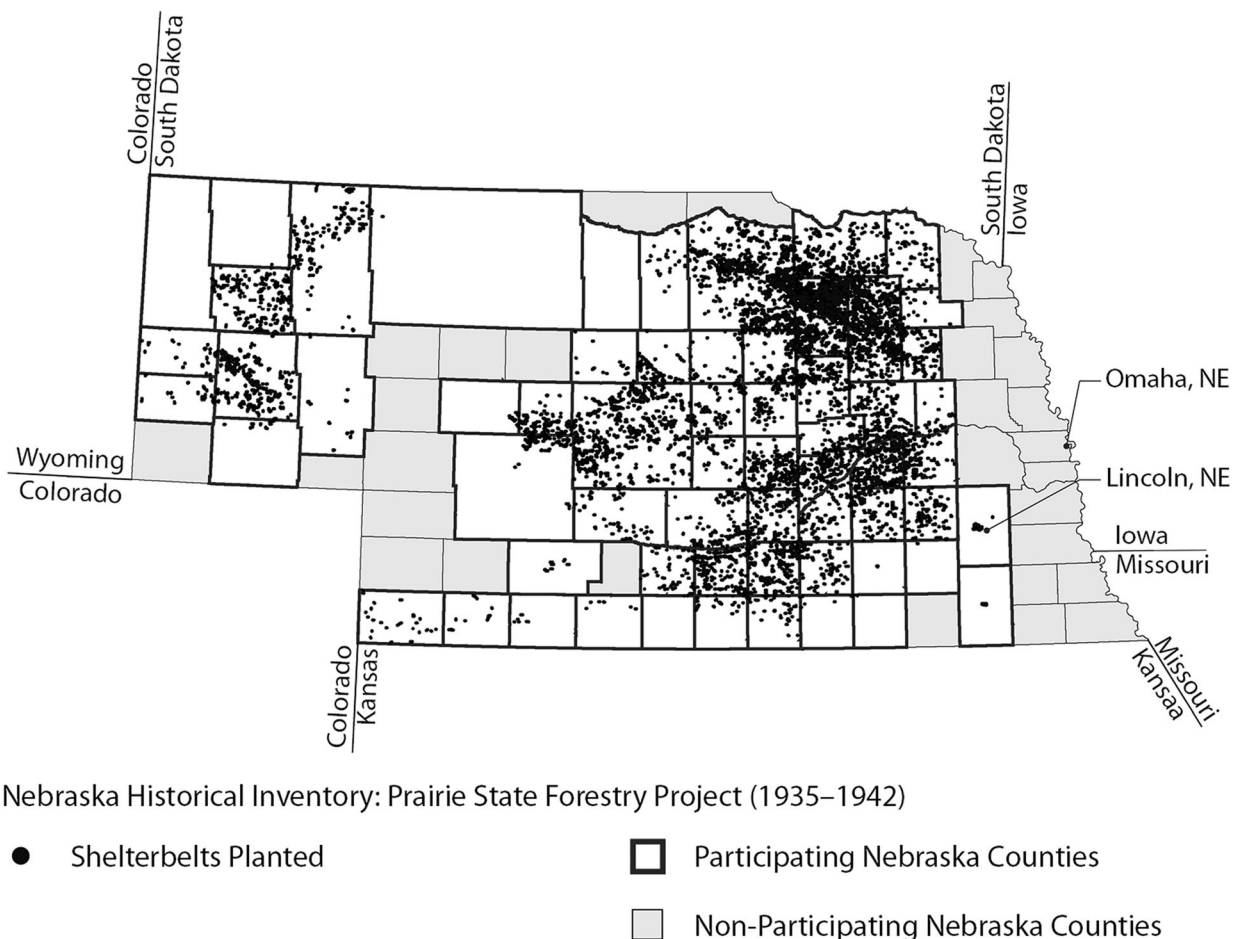 Colorado
South Dakota
South Dakota
Iowa
Omaha, NE
Wyoming
Colorado
Lincoln, NE
Iowa
Missouri
Colorado
Kansas
Missouri
Kansaa
Nebraska Historical Inventory: Prairie State Forestry Project (1935–1942)
Shelterbelts Planted
Participating Nebraska Counties
Non-Participating Nebraska Counties